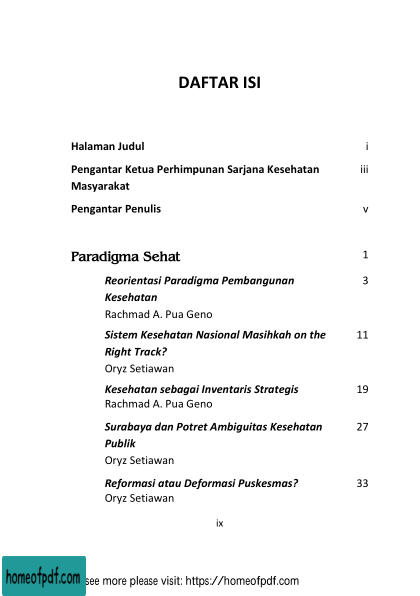 DAFTAR ISI
Halaman Judul i
Pengantar Ketua Perhimpunan Sarjana Kesehatan iii
Masyarakat
Pengantar Penulis v
Paradigma Sehat 1
Reorientasi Paradigma Pembangunan 3
Kesehatan
Rachmad A. Pua Geno
Sistem Kesehatan Nasional Masihkah on the 11
Right Track?
Oryz Setiawan
Kesehatan sebagai Inventaris Strategis 19
Rachmad A. Pua Geno
Surabaya dan Potret Ambiguitas Kesehatan 27
Publik
Oryz Setiawan
Reformasi atau Deformasi Puskesmas? 33
Oryz Setiawan
ix
homeofpdf.com see more please visit: https://homeofpdf.com